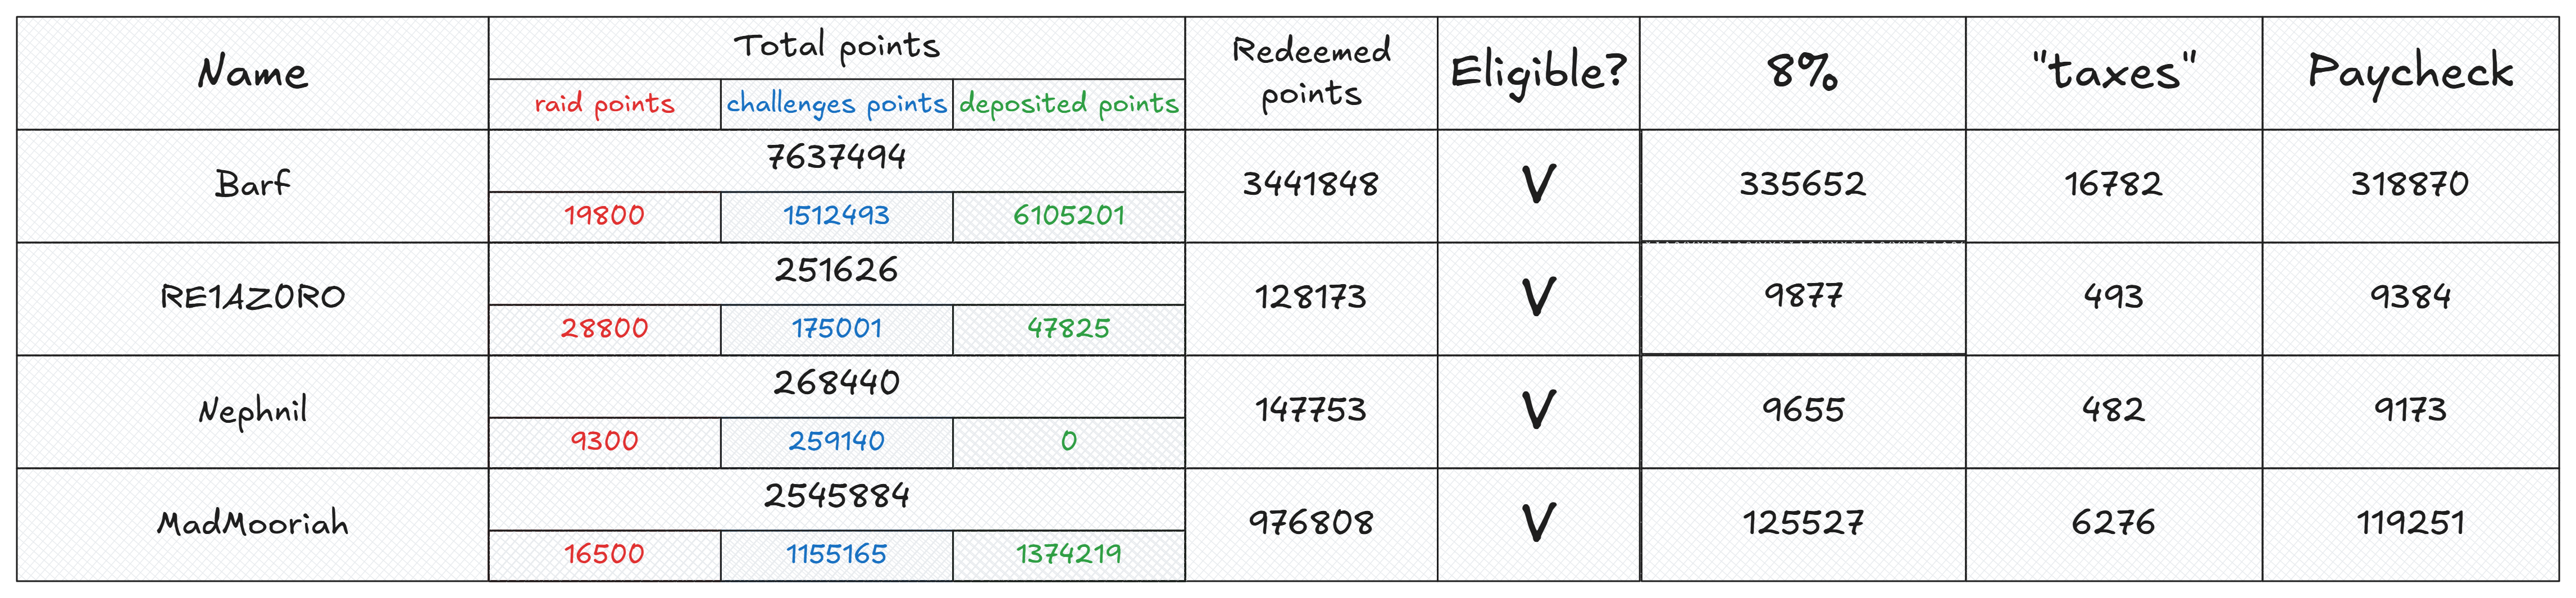 Name
Total points
raid points
challenges points
deposited points
Redeemed
points
Eligible?
8%
"taxes"
Paycheck
Barf
7637494
19800
1512493
6105201
3441848
V
335652
16782
318870
RE1AZ0RO
251626
28800
175001
47825
128173
V
9877
493
9384
Nephnil
268440
9300
259140
0
147753
V
9655
482
9173
MadMooriah
2545884
16500
1155165
1374219
976808
V
125527
6276
119251